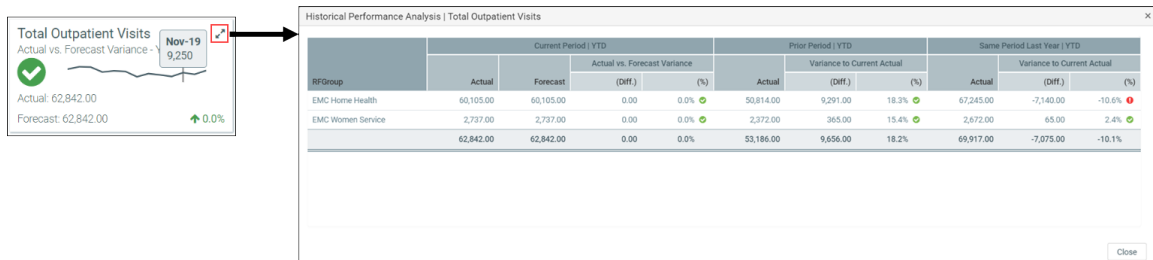 Total Outpatient Visits
Actual vs. Forecast Variance - Y
Nov-19
9,250
Actual: 62,842.00
Forecast: 62,842.00 0.0%
Historical Performance Analysis | Total Outpatient Visits ×
Current Period | YTD Prior Period | YTD Same Period Last Year | YTD
Actual vs. Forecast Variance Variance to Current Actual Variance to Current Actual
RFGroup Actual Forecast (Diff.) (%) Actual (Diff.) (%) Actual (Diff.) (%)
EMC Home Health 60,105.00 60,105.00 0.00 0.0% 50,814.00 9,291.00 18.3% 67,245.00 -7,140.00 -10.6%
EMC Women Service 2,737.00 2,737.00 0.00 0.0% 2,372.00 365.00 15.4% 2,672.00 65.00 2.4%
62,842.00 62,842.00 0.00 0.0% 53,186.00 9,656.00 18.2% 69,917.00 -7,075.00 -10.1%
Close